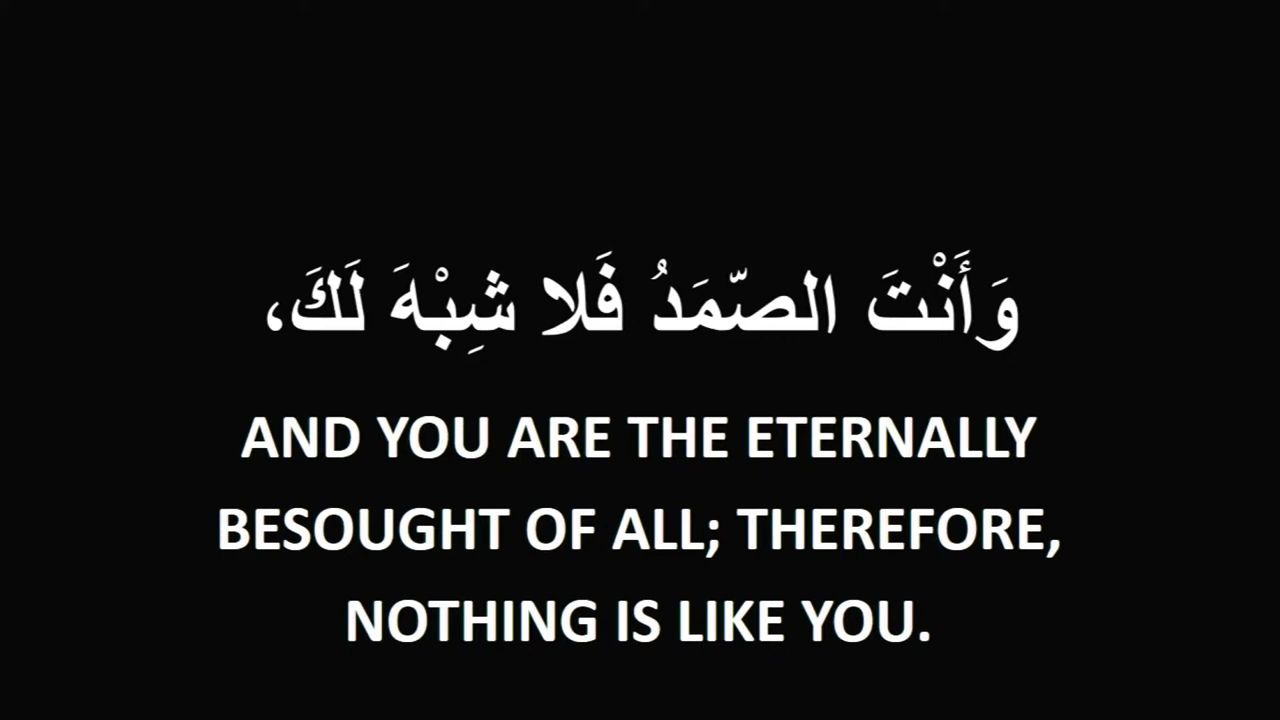 وَأَنْتَ الصّمَدُ فَلا شِبْهَ لَكَ،
AND YOU ARE THE ETERNALLY
BESOUGHT OF ALL; THEREFORE,
NOTHING IS LIKE YOU.